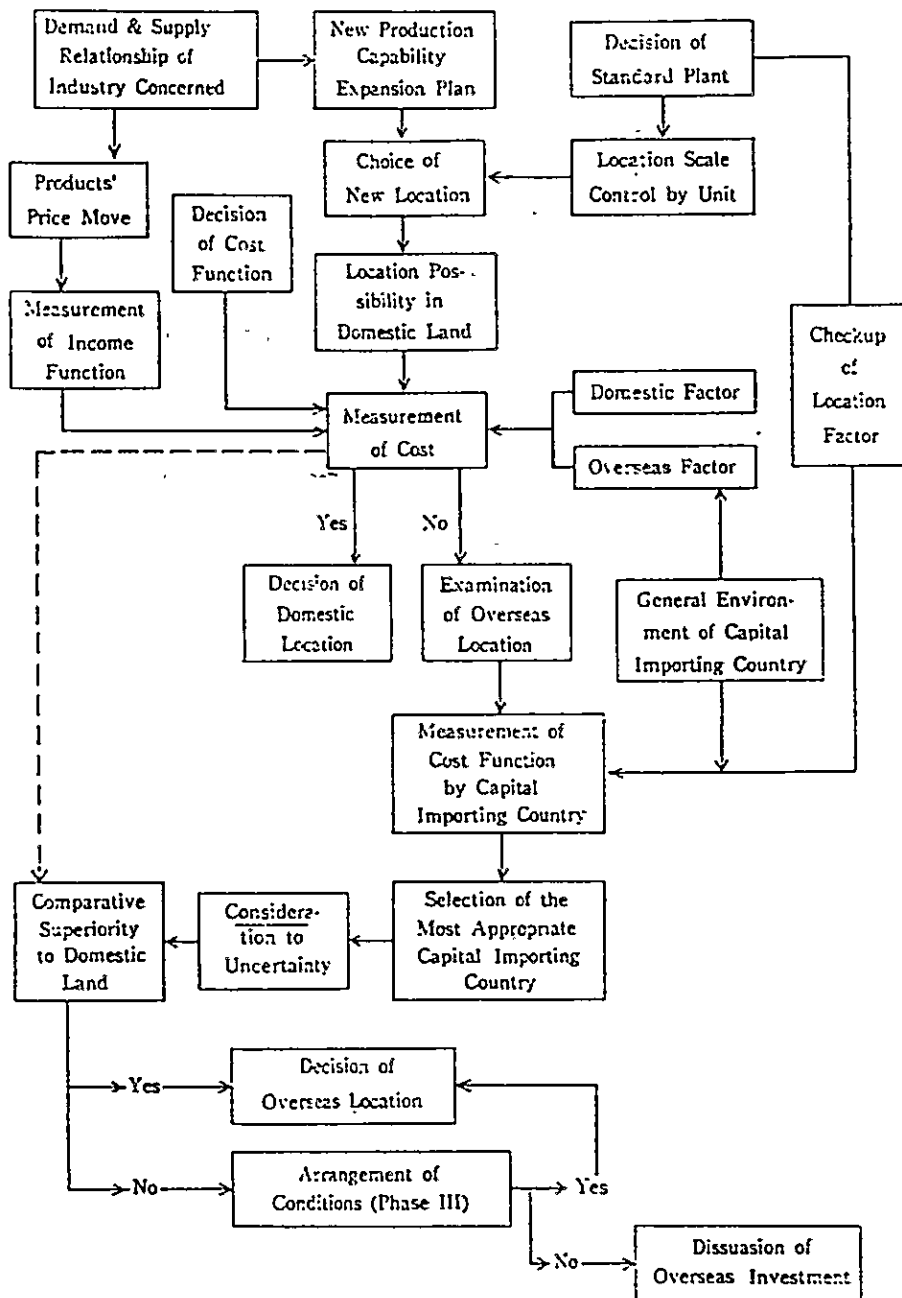 Demand & Supply
Relationship of
Industry Concerned
New Production
Capability
Expansion Plan
Decision of
Standard Plant
Products'
Price Move
Decision
of Cost
Function
Choice of
New Location
Location Scale
Control by Unit
Measurement
of Income
Function
Location Pos-
sibility in
Domestic Land
Checkup
of
Location
Factor
Measurement
of Cost
Domestic Factor
Overseas Factor
Yes
No
Decision of
Domestic
Location
Examination
of Overseas
Location
General Environ-
ment of Capital
Importing Country
Measurement of
Cost Function
by Capital
Importing Country
Comparative
Superiority
to Domestic
Land
Considera-
tion to
Uncertainty
Selection of the
Most Appropriate
Capital Importing
Country
Yes
Decision of
Overseas Location
No
Arrangement of
Conditions (Phase III)
Yes
No
Dissuasion of
Overseas Investment